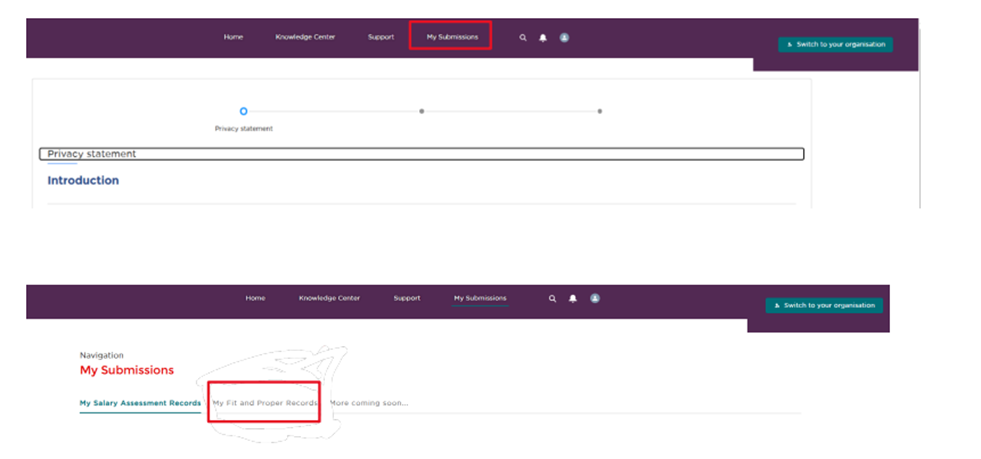 Home Knowledge Center Support My Submissions Switch to your organisation
Privacy statement
Privacy statement
Introduction
Home Knowledge Center Support My Submissions Switch to your organisation
Navigation
My Submissions
My Salary Assessment Records My Fit and Proper Records More coming soon...